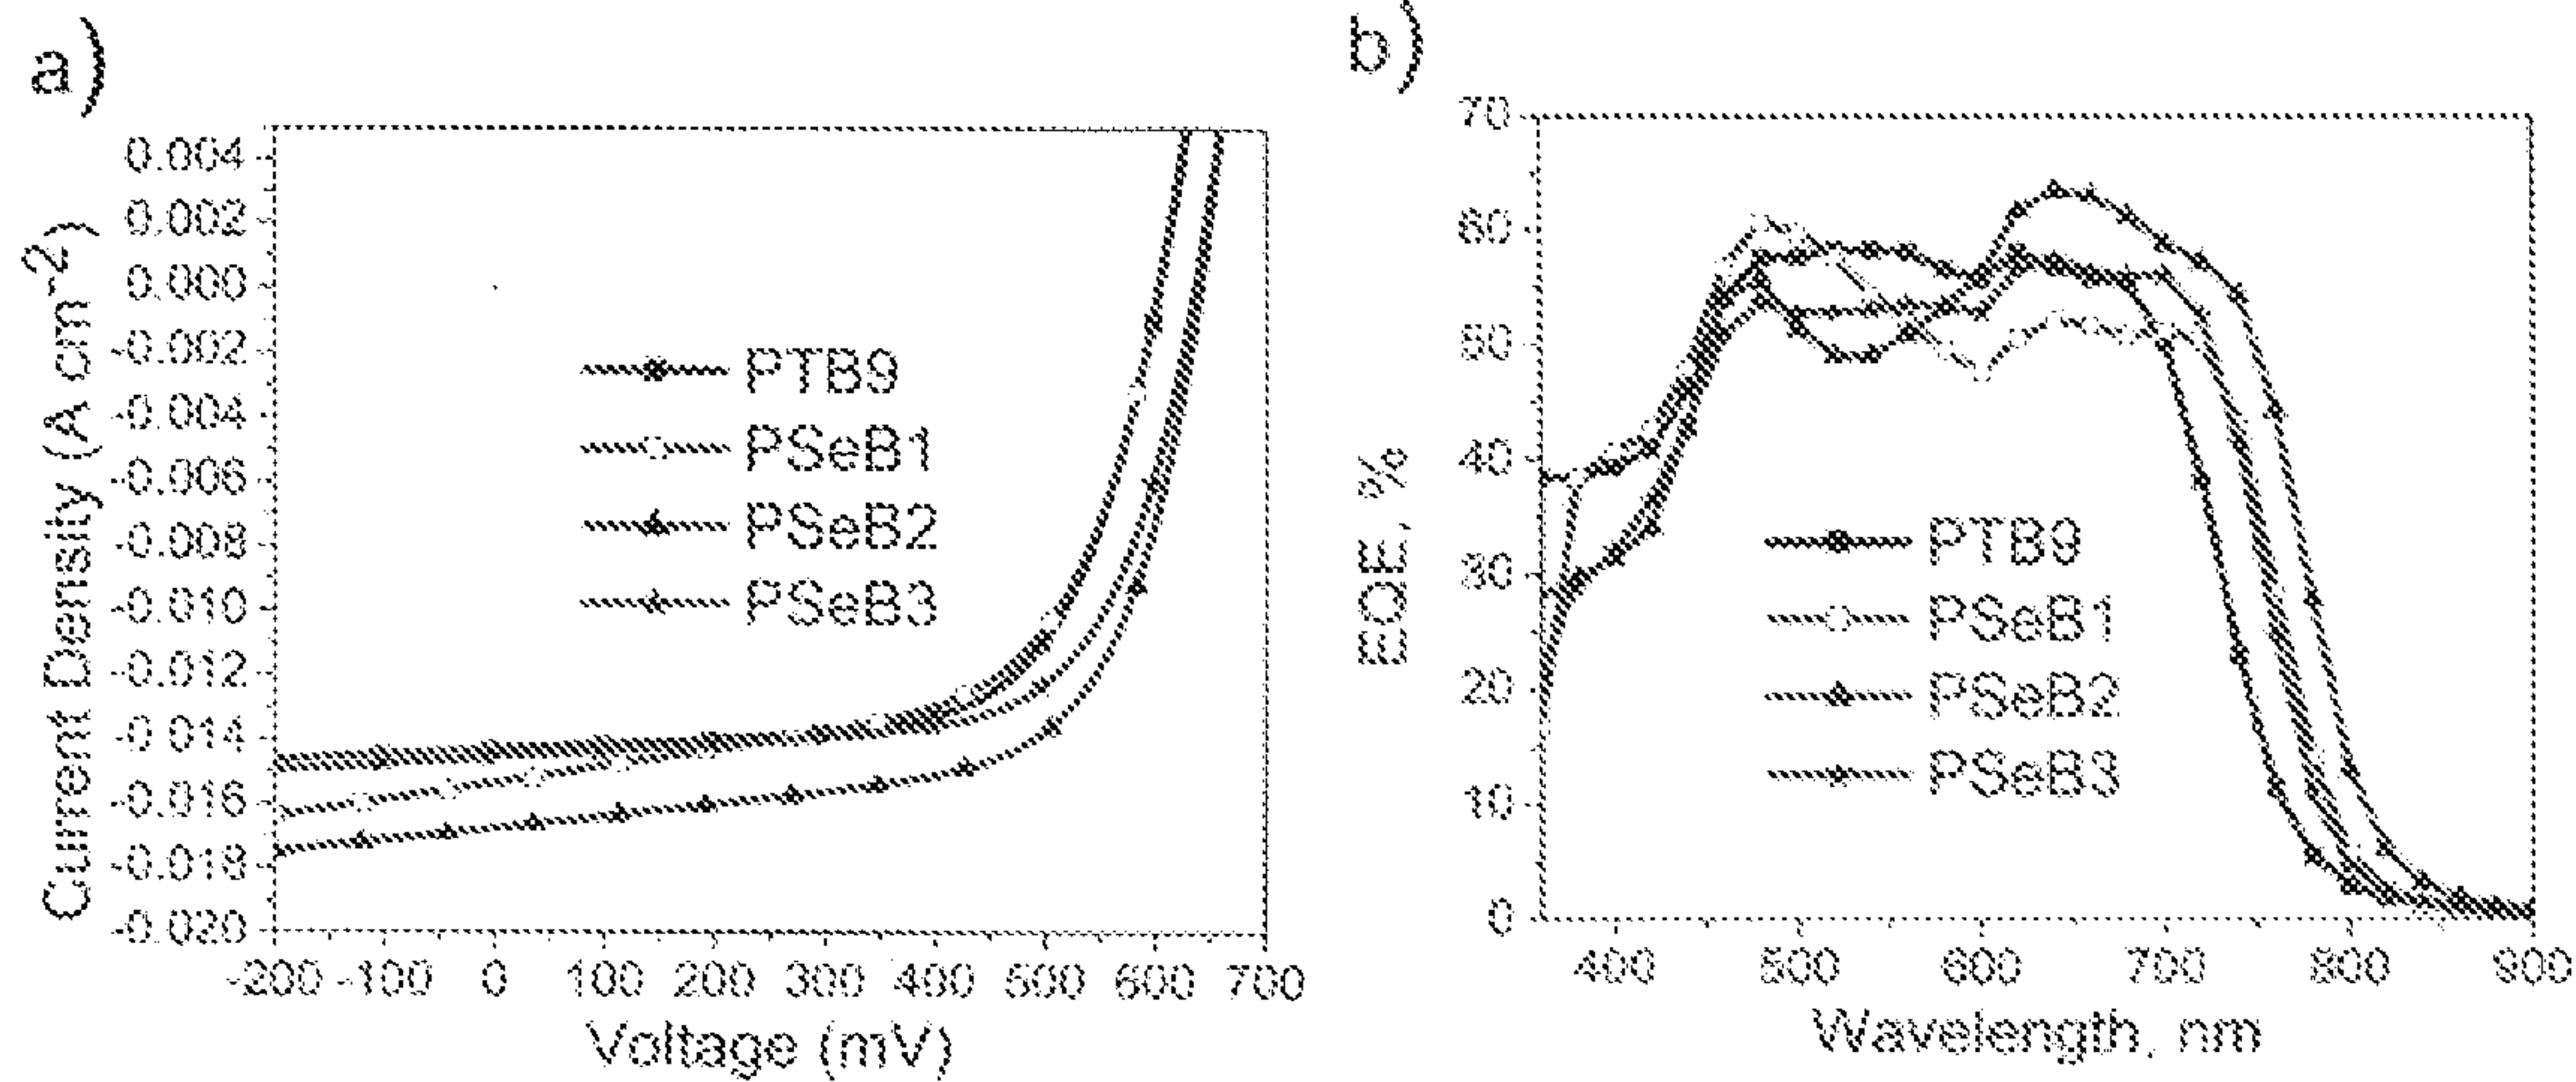 a)
0.004
0.002
0.000
-0.002
-0.004
-0.006
-0.008
-0.010
-0.012
-0.014
-0.016
-0.018
-0.020
Current Density (A cm⁻²)
PTB9
PSeB1
PSeB2
PSeB3
-200 -100 0 100 200 300 400 500 600 700
Voltage (mV)
b)
70
60
50
40
30
20
10
0
EQE, %
PTB9
PSeB1
PSeB2
PSeB3
400 500 600 700 800 900
Wavelength, nm